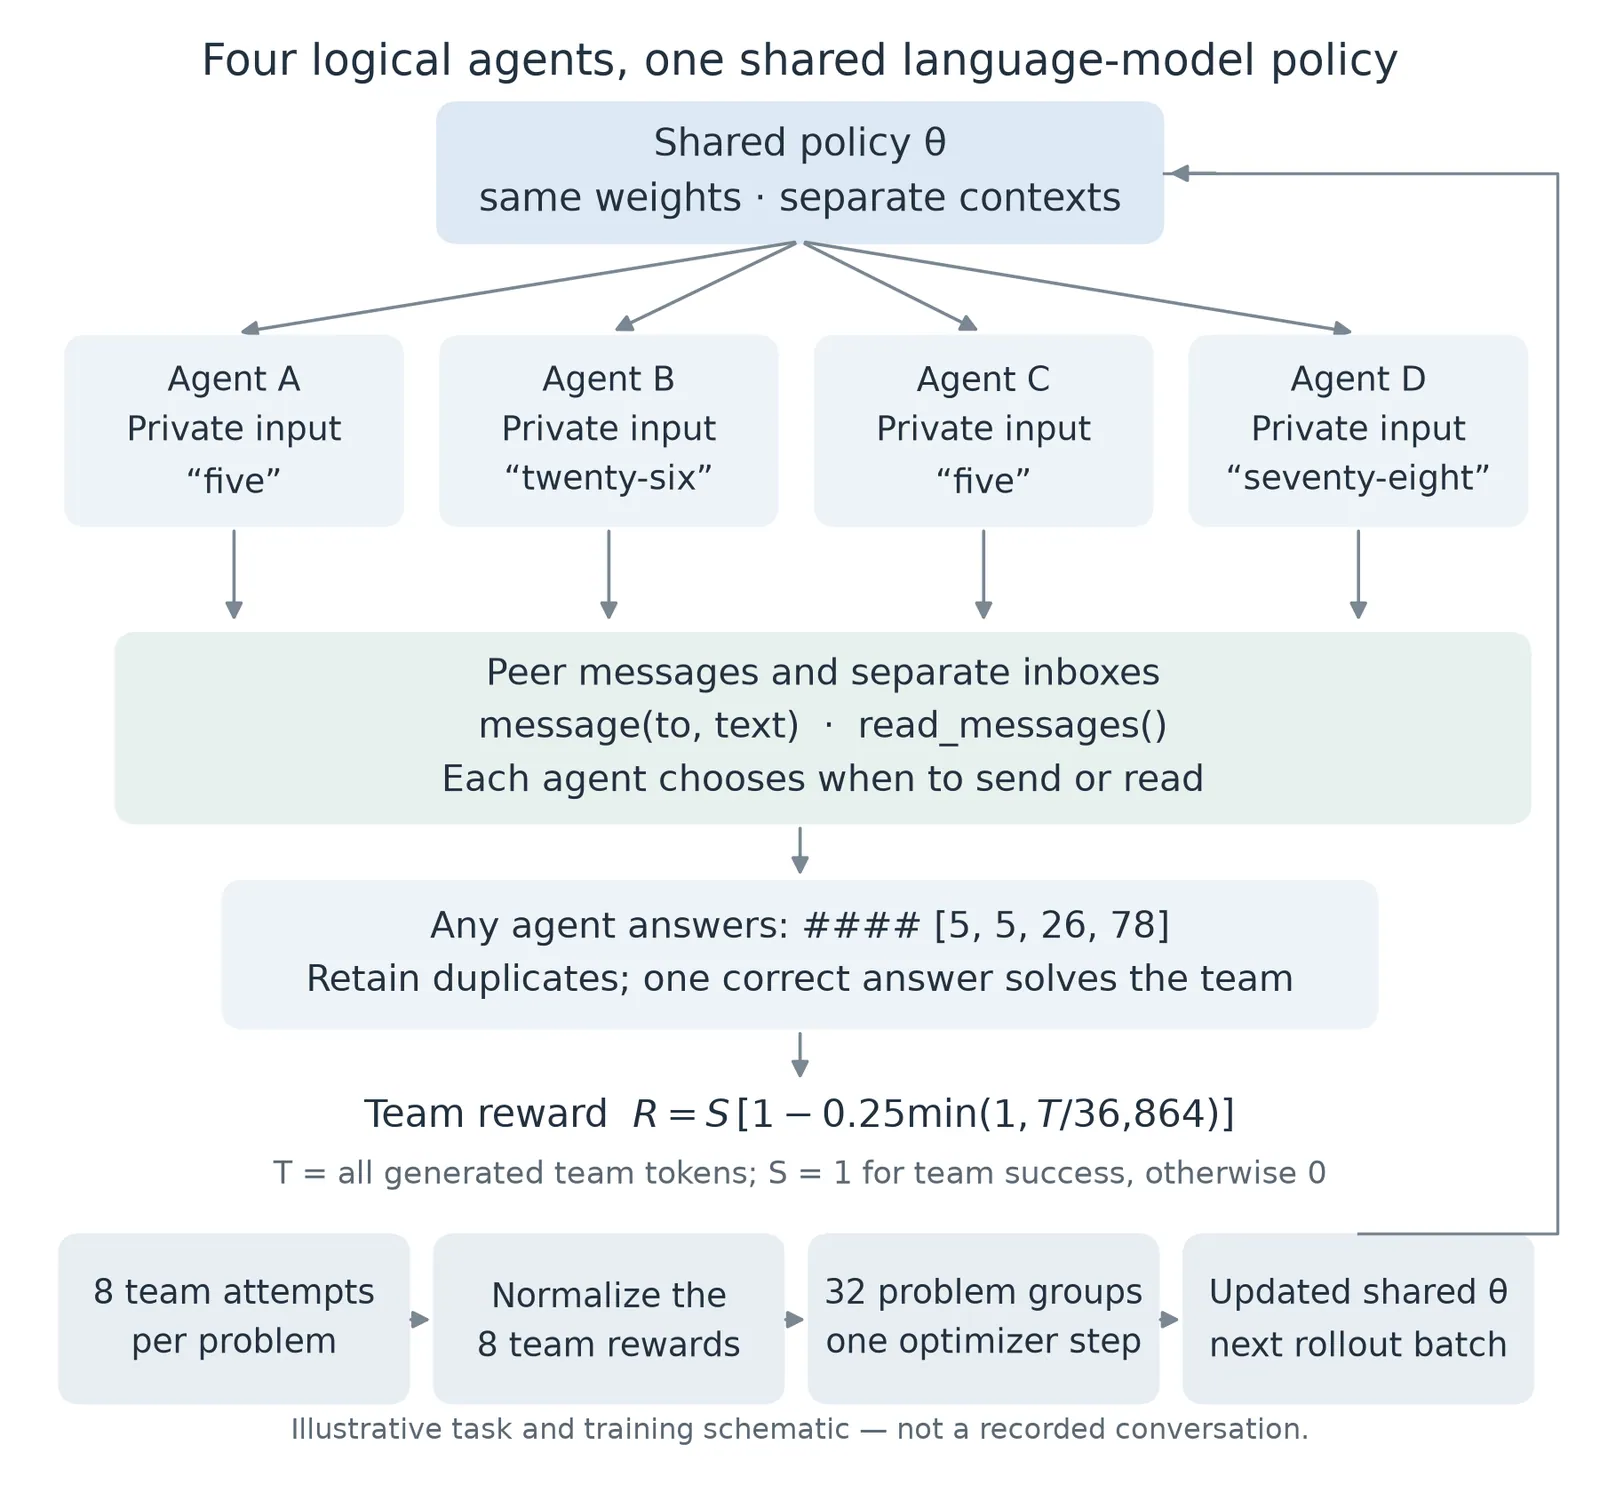 Four logical agents, one shared language-model policy
Shared policy θ
same weights · separate contexts
Agent A
Private input
“five”
Agent B
Private input
“twenty-six”
Agent C
Private input
“five”
Agent D
Private input
“seventy-eight”
Peer messages and separate inboxes
message(to, text) · read_messages()
Each agent chooses when to send or read
Any agent answers: #### [5, 5, 26, 78]
Retain duplicates; one correct answer solves the team
Team reward R = S [1 − 0.25min(1, T/36,864)]
T = all generated team tokens; S = 1 for team success, otherwise 0
8 team attempts
per problem
Normalize the
8 team rewards
32 problem groups
one optimizer step
Updated shared θ
next rollout batch
Illustrative task and training schematic — not a recorded conversation.